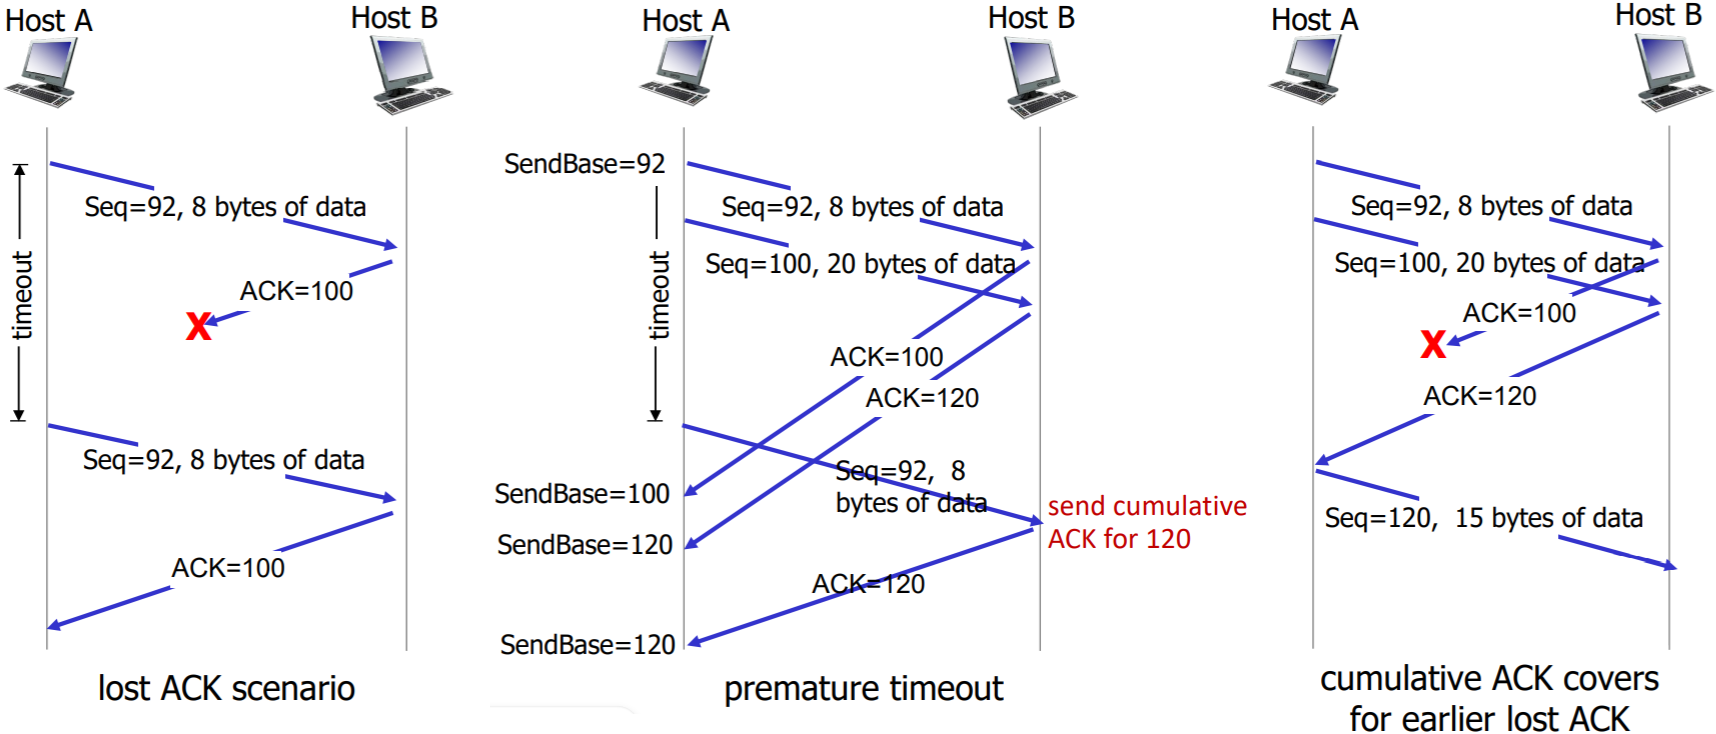 Host A
Host B
timeout
Seq=92, 8 bytes of data
ACK=100
X
Seq=92, 8 bytes of data
ACK=100
lost ACK scenario
Host A
Host B
SendBase=92
timeout
Seq=92, 8 bytes of data
Seq=100, 20 bytes of data
ACK=100
ACK=120
Seq=92, 8
bytes of data
SendBase=100
SendBase=120
send cumulative
ACK for 120
ACK=120
SendBase=120
premature timeout
Host A
Host B
Seq=92, 8 bytes of data
Seq=100, 20 bytes of data
ACK=100
X
ACK=120
Seq=120, 15 bytes of data
cumulative ACK covers
for earlier lost ACK